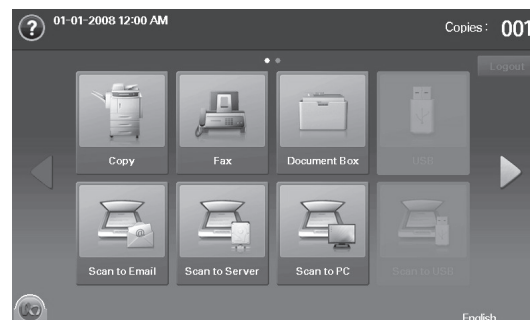 01-01-2008 12:00 AM
Copies : 001
Logout
Copy Fax Document Box USB
Scan to Email Scan to Server Scan to PC Scan to USB
English